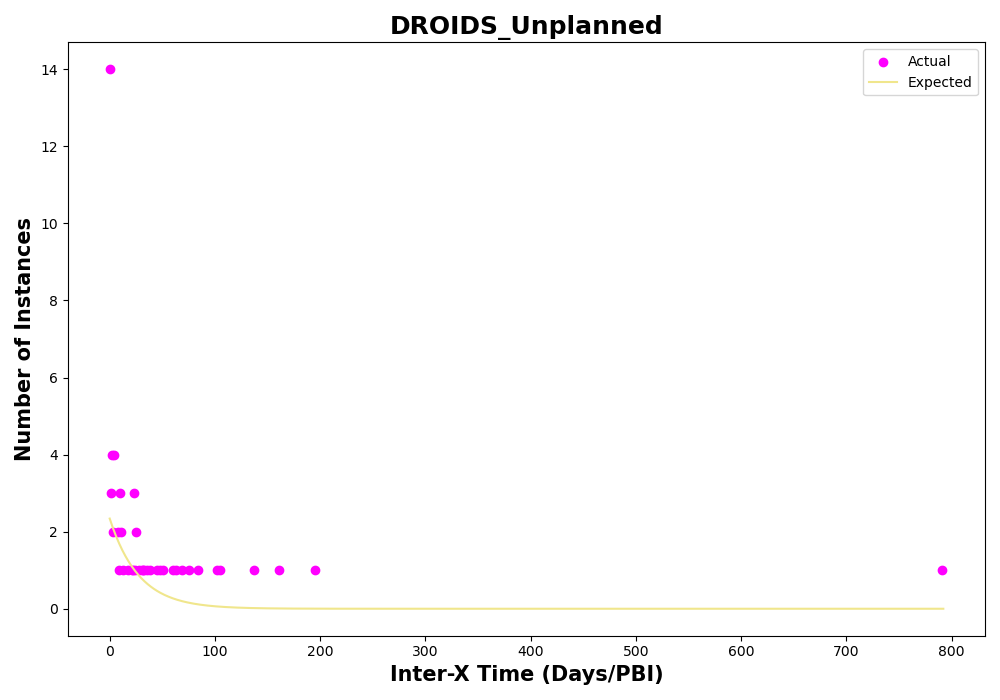 DROIDS_Unplanned
Actual
Expected
Number of Instances
14
12
10
8
6
4
2
0
0 100 200 300 400 500 600 700 800
Inter-X Time (Days/PBI)